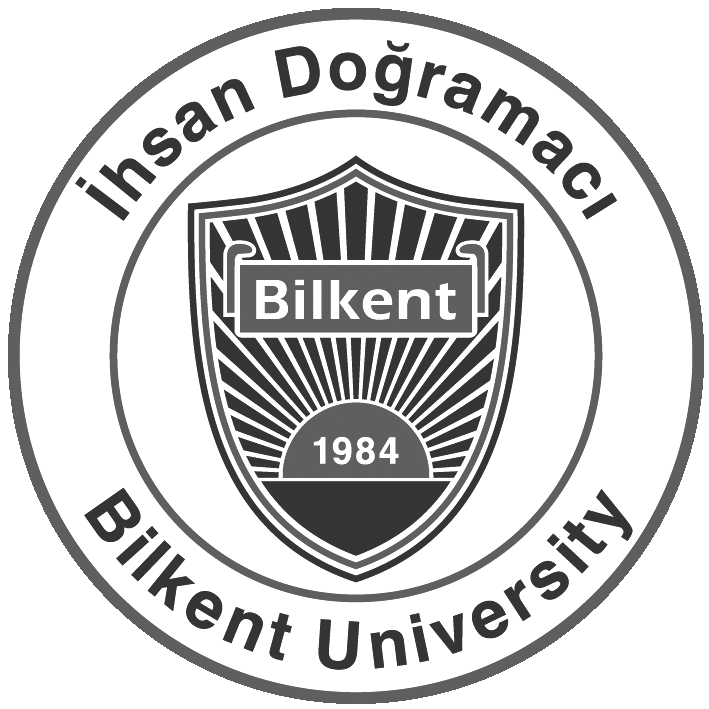 İhsan Doğramacı
Bilkent
1984
Bilkent University